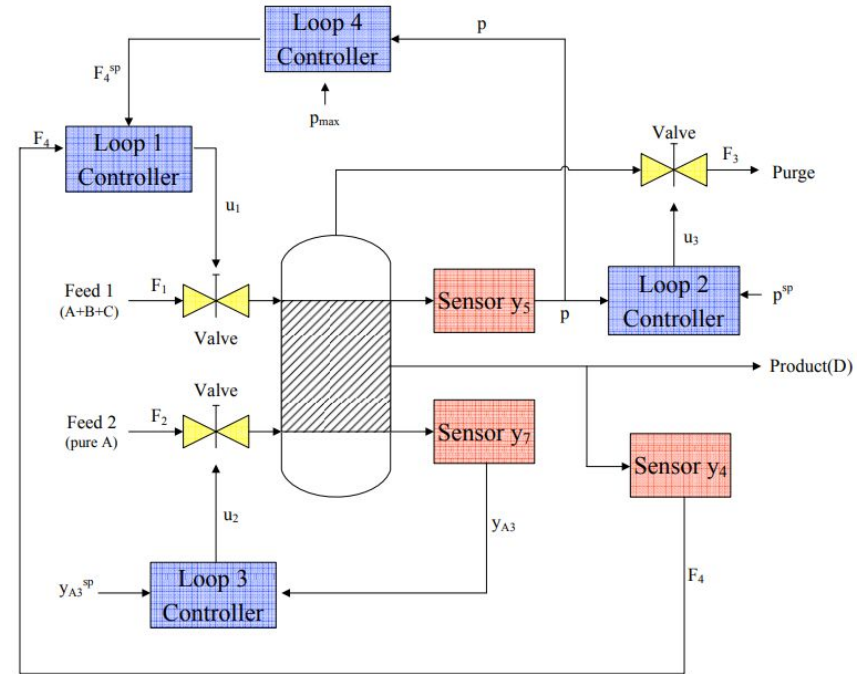 Loop 4
Controller
p
F₄ˢᵖ
pₘₐₓ
F₄
Loop 1
Controller
Valve
F₃
Purge
u₁
u₃
Feed 1
(A+B+C)
F₁
Sensor y₅
p
Loop 2
Controller
pˢᵖ
Valve
Product(D)
Valve
Feed 2
(pure A)
F₂
Sensor y₇
Sensor y₄
u₂
yA3
F₄
yA3ˢᵖ
Loop 3
Controller